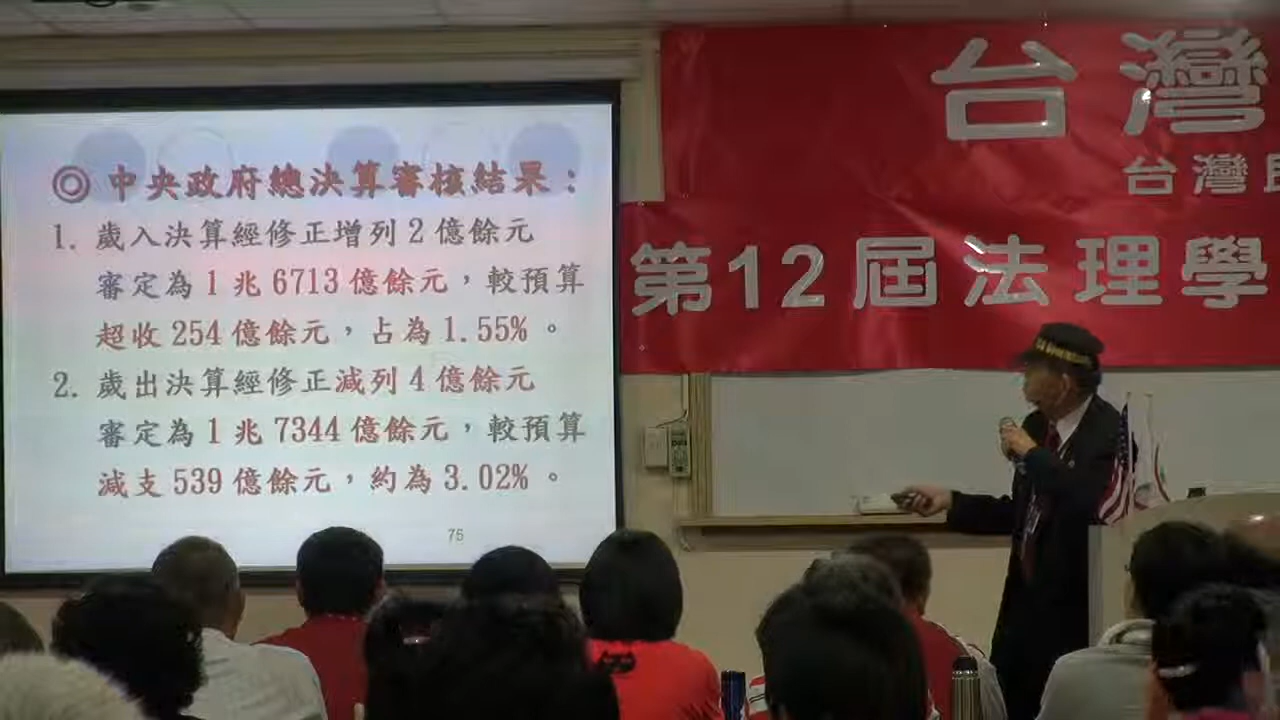 ◎中央政府總決算審核結果：
1. 歲入決算經修正增列 2 億餘元
審定為 1 兆 6713 億餘元，較預算
超收 254 億餘元，占為 1.55%。
2. 歲出決算經修正減列 4 億餘元
審定為 1 兆 7344 億餘元，較預算
減支 539 億餘元，約為 3.02%。
75
台灣
台灣
第12屆法理學